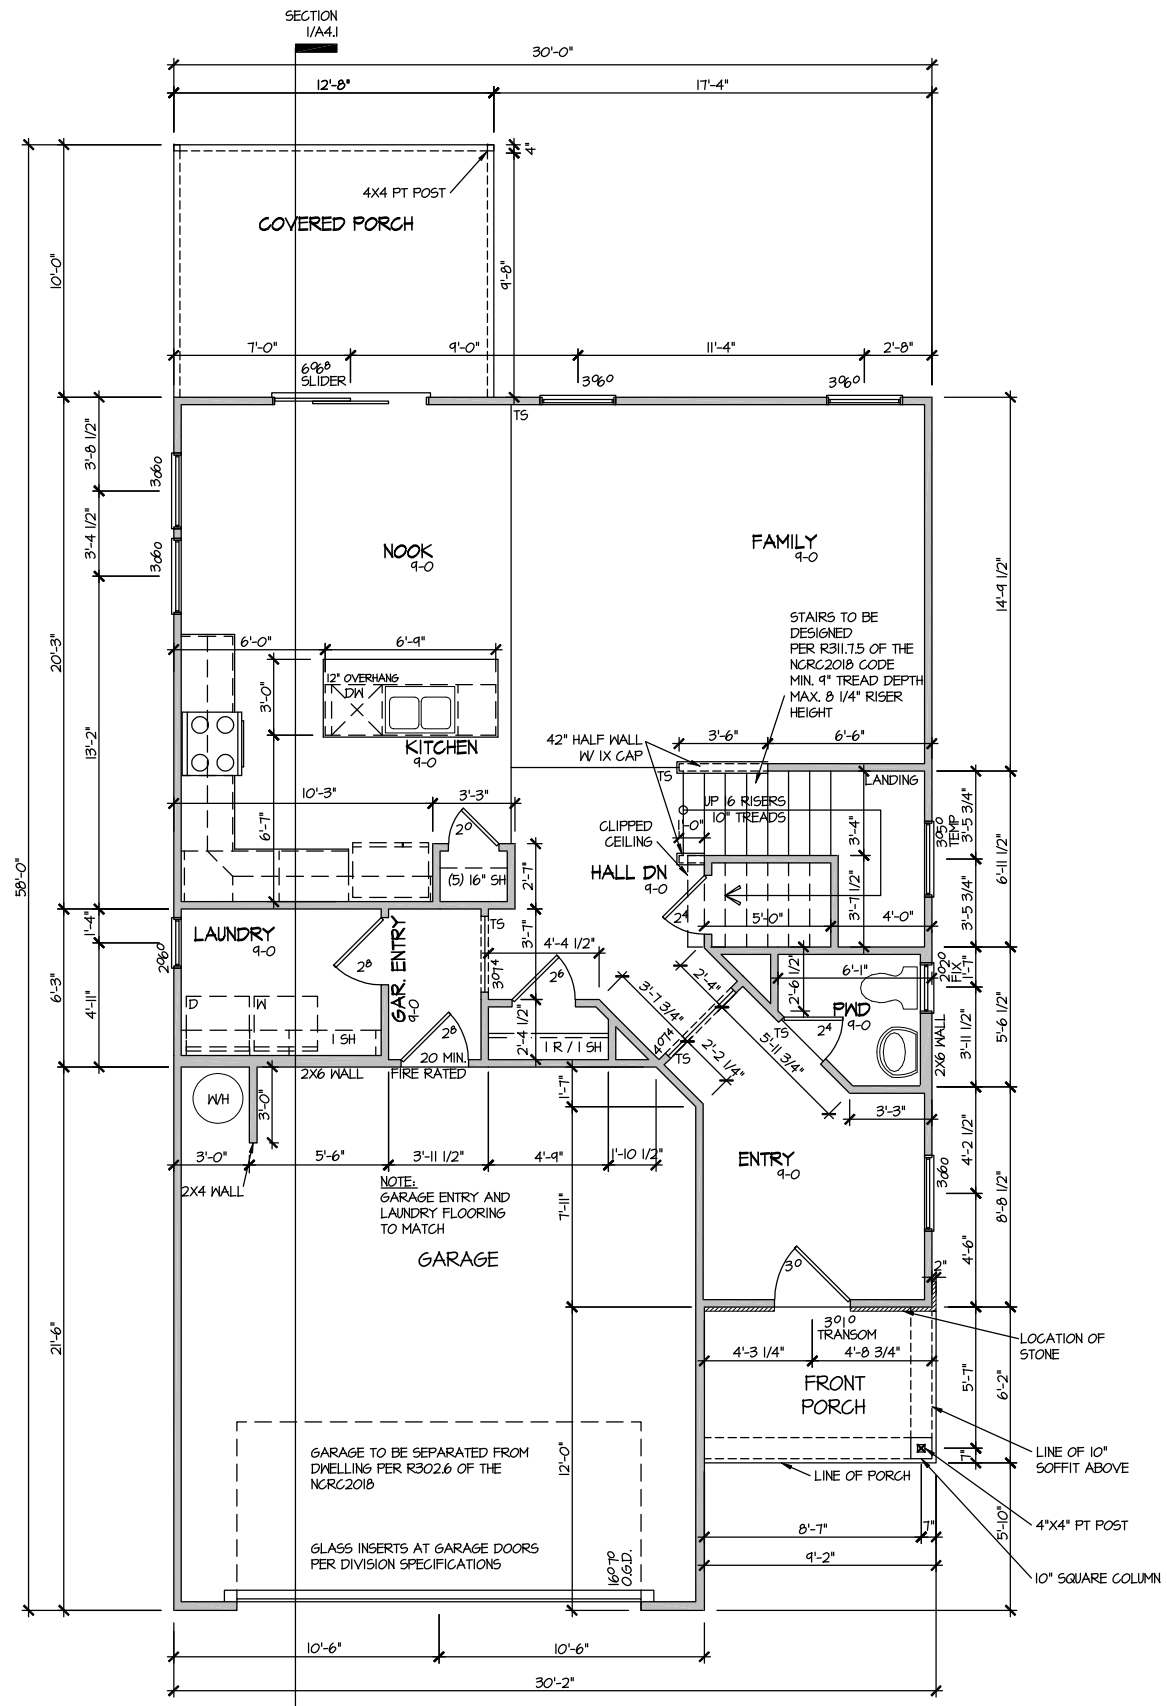 SECTION
1/A4.1
30'-0"
12'-8"
17'-4"
4"
4X4 PT POST
COVERED PORCH
10'-0"
9'-8"
7'-0"
9'-0"
11'-4"
2'-8"
6068
SLIDER
3060
3060
TS
3'-8 1/2"
3060
3'-4 1/2"
3060
NOOK
9-0
FAMILY
9-0
14'-9 1/2"
STAIRS TO BE
DESIGNED
PER R311.7.5 OF THE
NCRC2018 CODE
MIN. 9" TREAD DEPTH
MAX. 8 1/4" RISER
HEIGHT
20'-3"
6'-0"
6'-9"
12" OVERHANG
DW
3'-0"
13'-2"
KITCHEN
9-0
42" HALF WALL
W/ 1X CAP
3'-6"
6'-6"
TS
LANDING
10'-3"
3'-3"
UP 16 RISERS
10" TREADS
1'-0"
3'-4"
3050
TEMP
3'-5 3/4"
6'-11 1/2"
6'-7"
20
CLIPPED
CEILING
58'-0"
(5) 16" SH
2'-7"
HALL DN
9-0
24
5'-0"
3'-7 1/2"
4'-0"
3'-5 3/4"
1'-4"
LAUNDRY
9-0
GAR. ENTRY
9-0
TS
3'-7"
4'-4 1/2"
2060
28
3074
26
6'-3"
4'-11"
D
W
1 SH
28
2'-4 1/2"
1 R / 1 SH
3'-7 3/4"
2'-4"
4074
TS
2'-2 1/4"
5'-11 3/4"
2'-6 1/2"
6'-1"
PWD
9-0
TS
24
2020
FIX
1'-7"
3'-11 1/2"
5'-6 1/2"
2X6 WALL
2X6 WALL
20 MIN.
FIRE RATED
W/H
3'-0"
1'-7"
3'-3"
3'-0"
5'-6"
3'-11 1/2"
4'-9"
1'-10 1/2"
2X4 WALL
NOTE:
GARAGE ENTRY AND
LAUNDRY FLOORING
TO MATCH
7'-11"
ENTRY
9-0
4'-2 1/2"
3060
8'-8 1/2"
4'-6"
GARAGE
30
2"
21'-6"
3010
TRANSOM
LOCATION OF
STONE
4'-3 1/4"
4'-8 3/4"
FRONT
PORCH
5'-7"
6'-2"
GARAGE TO BE SEPARATED FROM
DWELLING PER R302.6 OF THE
NCRC2018
12'-0"
LINE OF PORCH
7"
LINE OF 10"
SOFFIT ABOVE
GLASS INSERTS AT GARAGE DOORS
PER DIVISION SPECIFICATIONS
16070
O.G.D.
8'-7"
7"
4"X4" PT POST
5'-10"
9'-2"
10" SQUARE COLUMN
10'-6"
10'-6"
30'-2"